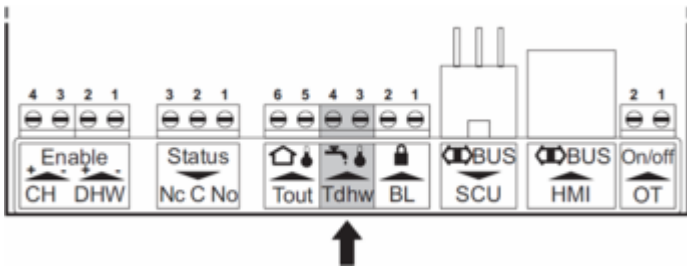 4 3 2 1 3 2 1 6 5 4 3 2 1 2 1
Enable Status BUS BUS On/off
+ - + -
CH DHW Nc C No Tout Tdhw BL SCU HMI OT